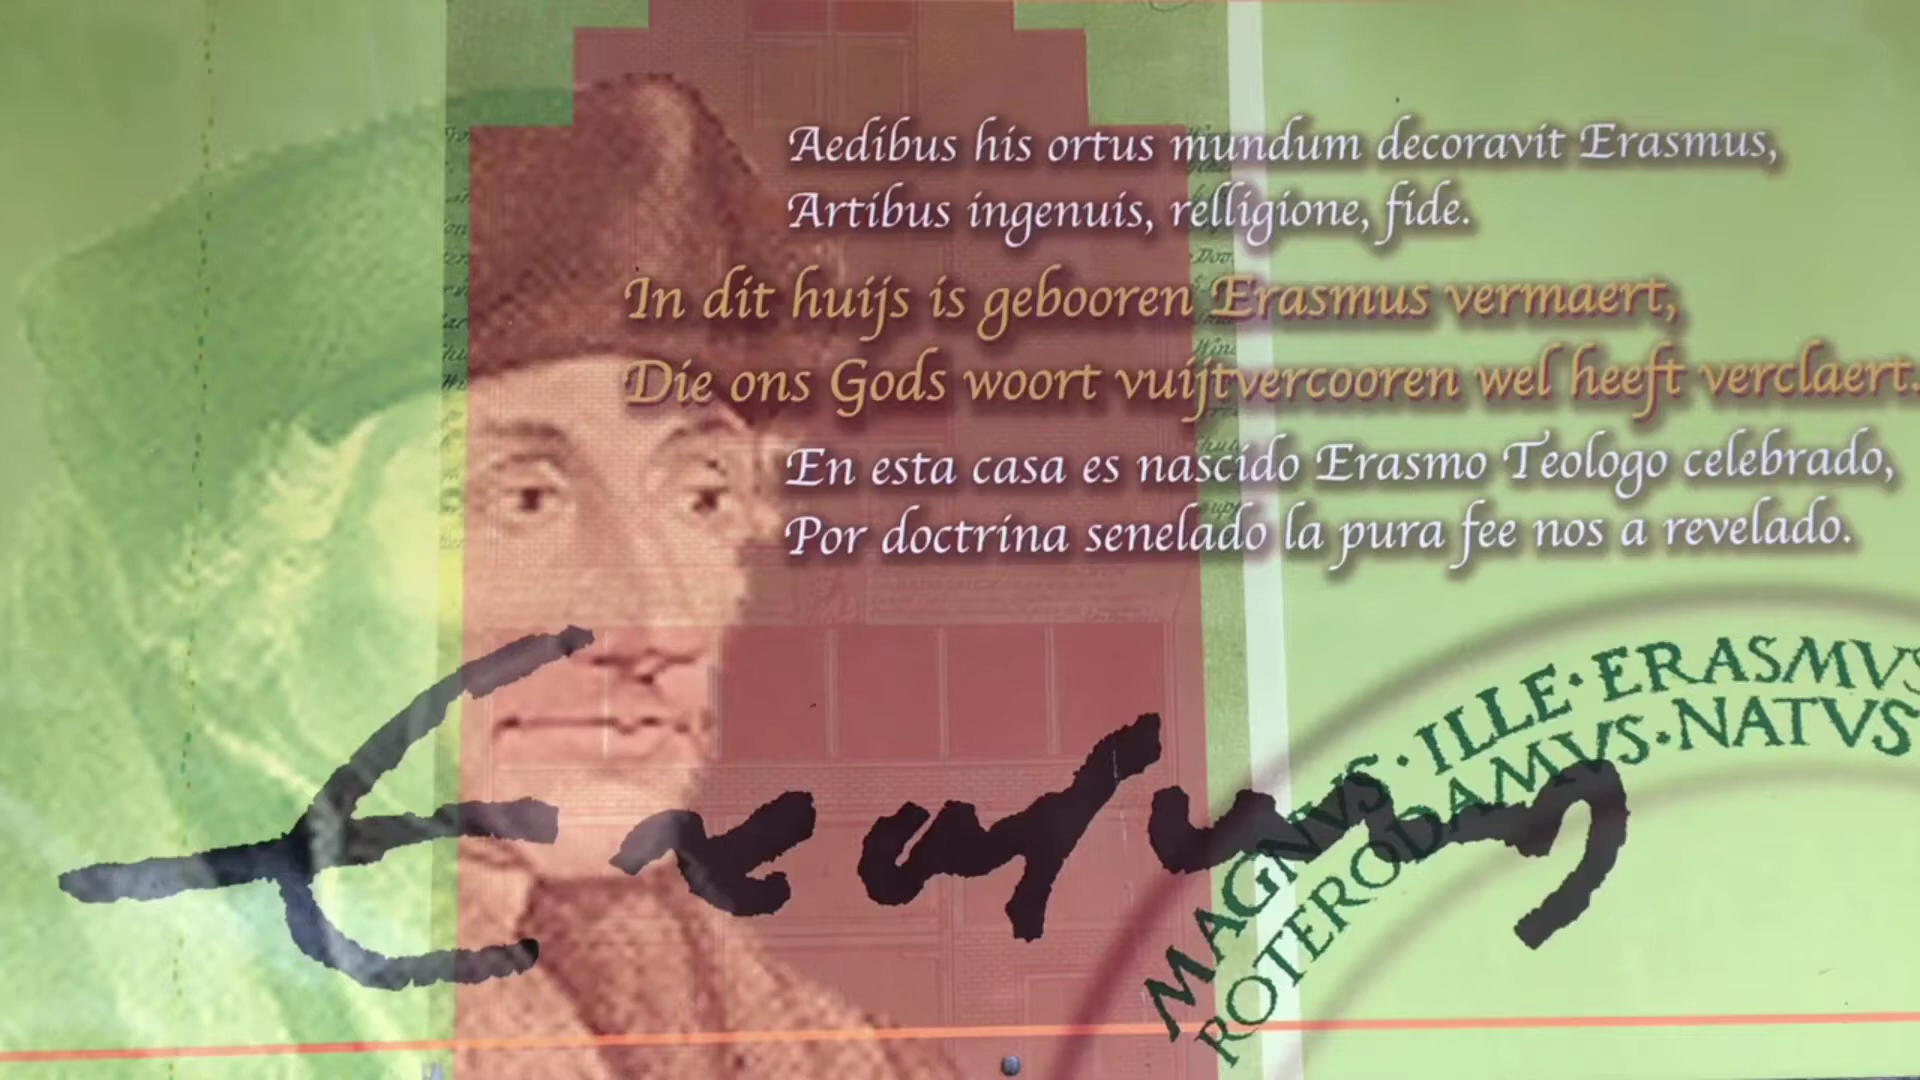 Aedibus his ortus mundum decoravit Erasmus,
Artibus ingenuis, relligione, fide.
In dit huijs is gebooren Erasmus vermaert,
Die ons Gods woort vuijtvercooren wel heeft verclaert.
En esta casa es nascido Erasmo Teologo celebrado,
Por doctrina senelado la pura fee nos a revelado.
Erasmus
MAGNVS · ILLE · ERASMVS
ROTERODAMVS · NATVS